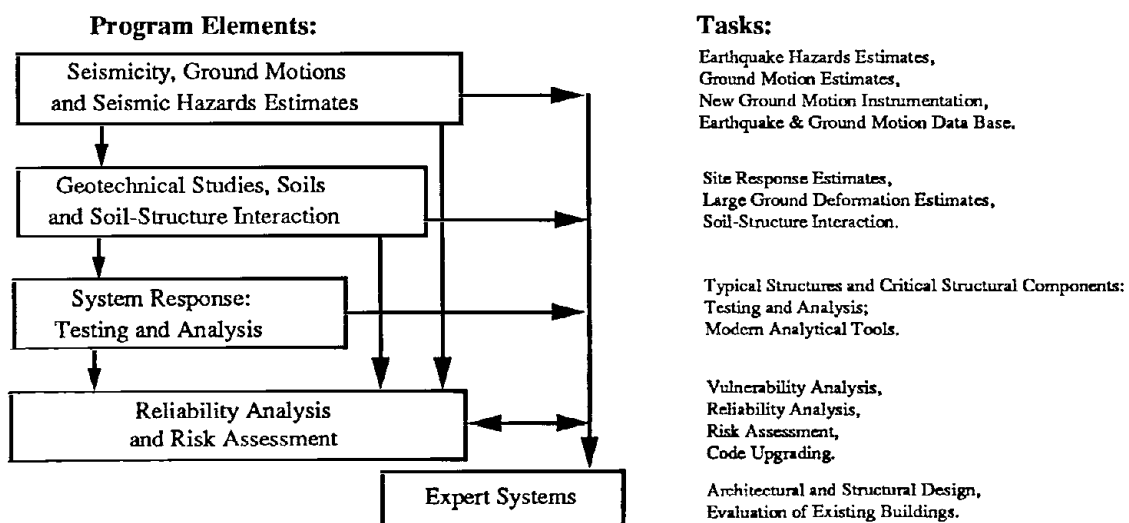 Program Elements:
Seismicity, Ground Motions
and Seismic Hazards Estimates
Geotechnical Studies, Soils
and Soil-Structure Interaction
System Response:
Testing and Analysis
Reliability Analysis
and Risk Assessment
Expert Systems
Tasks:
Earthquake Hazards Estimates,
Ground Motion Estimates,
New Ground Motion Instrumentation,
Earthquake & Ground Motion Data Base.
Site Response Estimates,
Large Ground Deformation Estimates,
Soil-Structure Interaction.
Typical Structures and Critical Structural Components:
Testing and Analysis;
Modern Analytical Tools.
Vulnerability Analysis,
Reliability Analysis,
Risk Assessment,
Code Upgrading.
Architectural and Structural Design,
Evaluation of Existing Buildings.